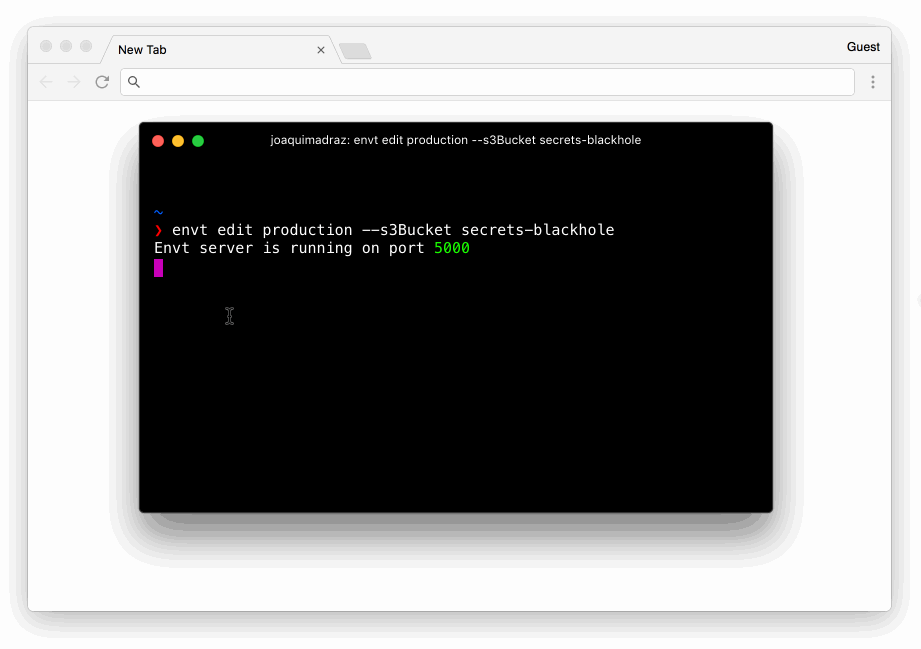 New Tab
Guest
joaquimadraz: envt edit production --s3Bucket secrets-blackhole
~
❯ envt edit production --s3Bucket secrets-blackhole
Envt server is running on port 5000